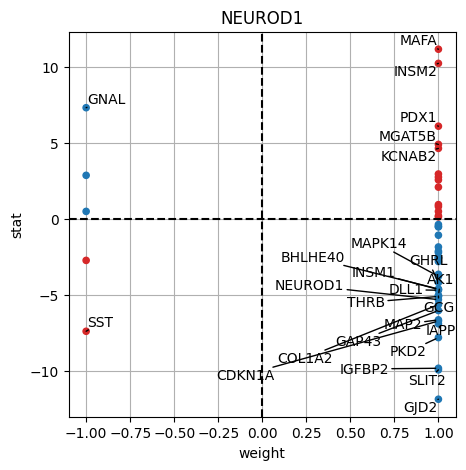 NEUROD1
MAFA
INSM2
GNAL
PDX1
MGAT5B
KCNAB2
MAPK14
BHLHE40
GHRL
INSM1
AK1
NEUROD1
DLL1
THRB
GCG
MAP2
IAPP
GAP43
PKD2
COL1A2
CDKN1A
IGFBP2
SLIT2
GJD2
SST
10
5
0
−5
−10
stat
−1.00
−0.75
−0.50
−0.25
0.00
0.25
0.50
0.75
1.00
weight